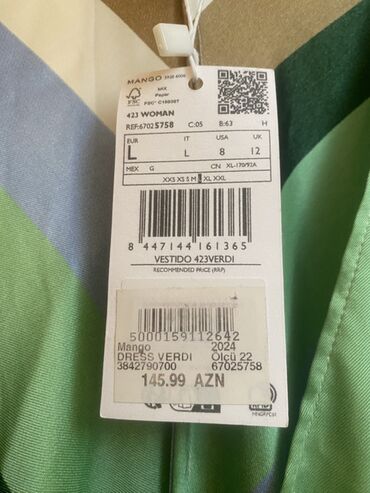 MANGO
MIX
Paper
FSC
FSC® C160307
423 WOMAN
REF:67025758 C:05 B:63 H
EUR IT USA UK
L L 8 12
MEX G CN XL-170/92A
XXS XS S M L XL XXL
8 447144 161365
VESTIDO 423VERDI
RECOMMENDED PRICE (RRP)
5000159112642
Mango 2024
DRESS VERDI Ölçü 22
3842790700 67025758
145.99 AZN